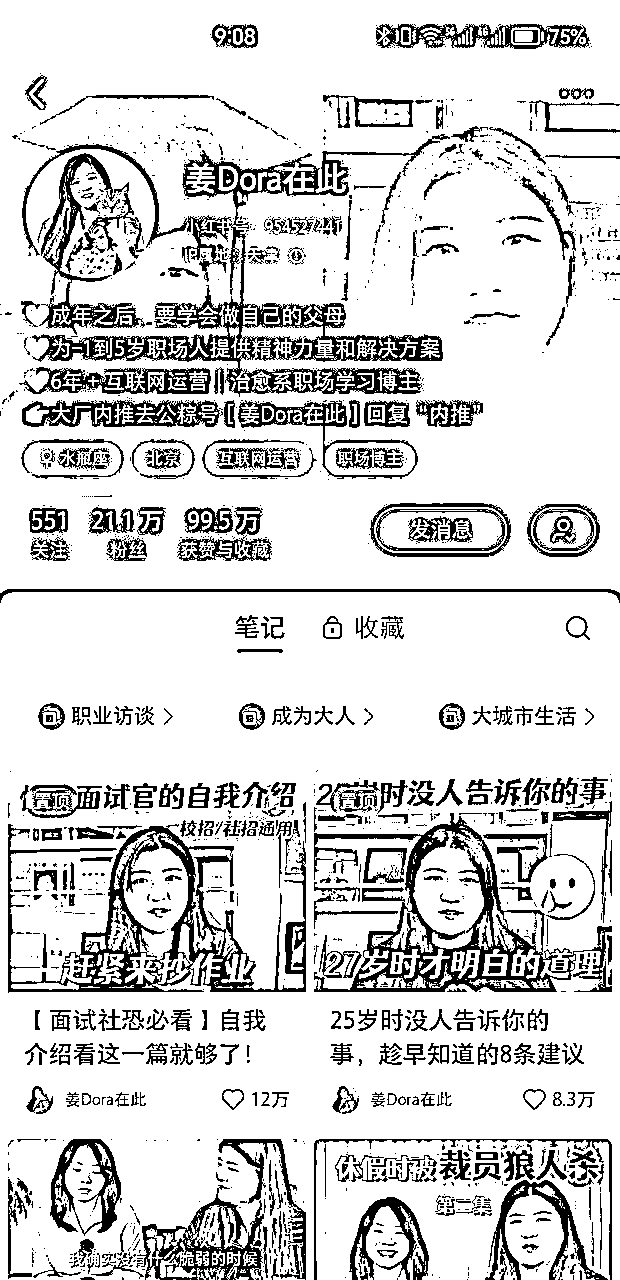 9:08
75%
姜Dora在此
小红书号：954527441
IP属地：天津
成年之后，要学会做自己的父母
为-1到5岁职场人提供精神力量和解决方案
6年+互联网运营‖治愈系职场学习博主
大厂内推去公粽号【姜Dora在此】回复“内推”
水瓶座 北京 互联网运营 职场博主
551 21.1万 99.5万
关注 粉丝 获赞与收藏
发消息
笔记 收藏
职业访谈 成为大人 大城市生活
置顶 面试官的自我介绍
校招/社招通用
赶紧来抄作业
置顶 时没人告诉你的事
27岁时才明白的道理
【面试社恐必看】自我
介绍看这一篇就够了！
姜Dora在此 12万
25岁时没人告诉你的
事，趁早知道的8条建议
姜Dora在此 8.3万
我确实没有什么脆弱的时候
休假时被裁员狼人杀
第二集